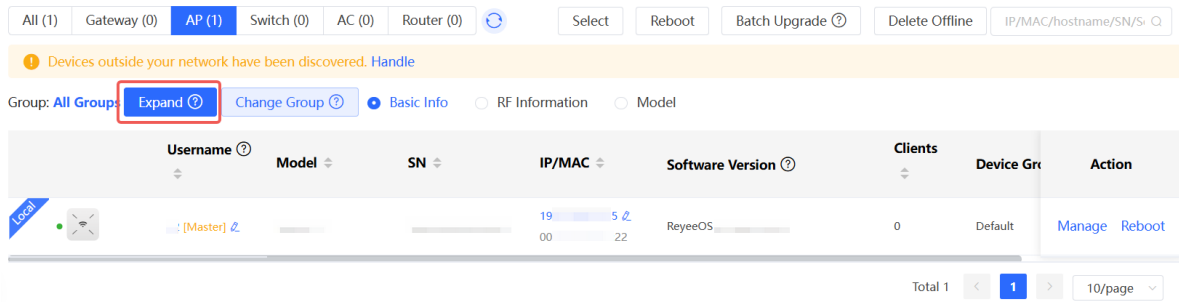 All (1) Gateway (0) AP (1) Switch (0) AC (0) Router (0) Select Reboot Batch Upgrade ? Delete Offline IP/MAC/hostname/SN/S
! Devices outside your network have been discovered. Handle
Group: All Groups Expand ? Change Group ? Basic Info RF Information Model
Username ? Model SN IP/MAC Software Version ? Clients Device Gro Action
Local [Master] 19 5 ReyeeOS 0 Default Manage Reboot
00 22
Total 1 < 1 > 10/page